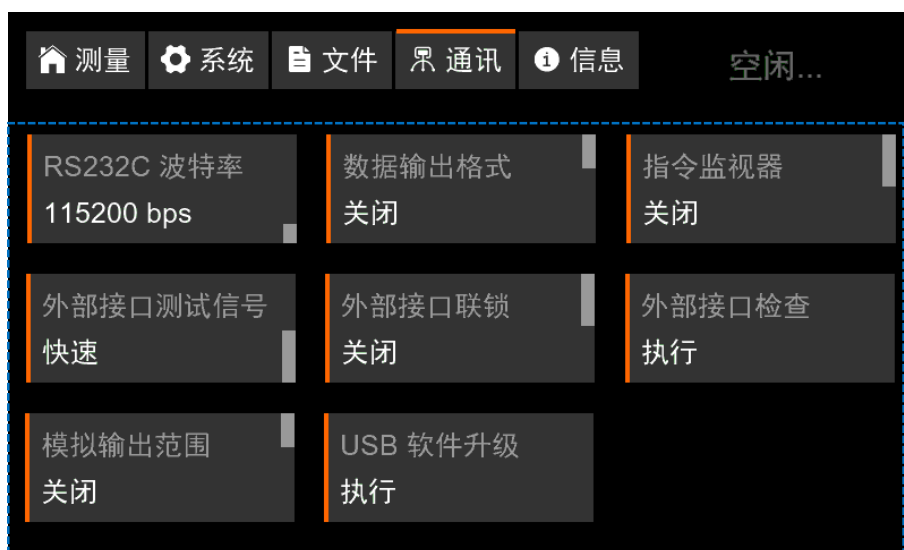 测量 系统 文件 通讯 信息 空闲...
RS232C 波特率 数据输出格式 指令监视器
115200 bps 关闭 关闭
外部接口测试信号 外部接口联锁 外部接口检查
快速 关闭 执行
模拟输出范围 USB 软件升级
关闭 执行